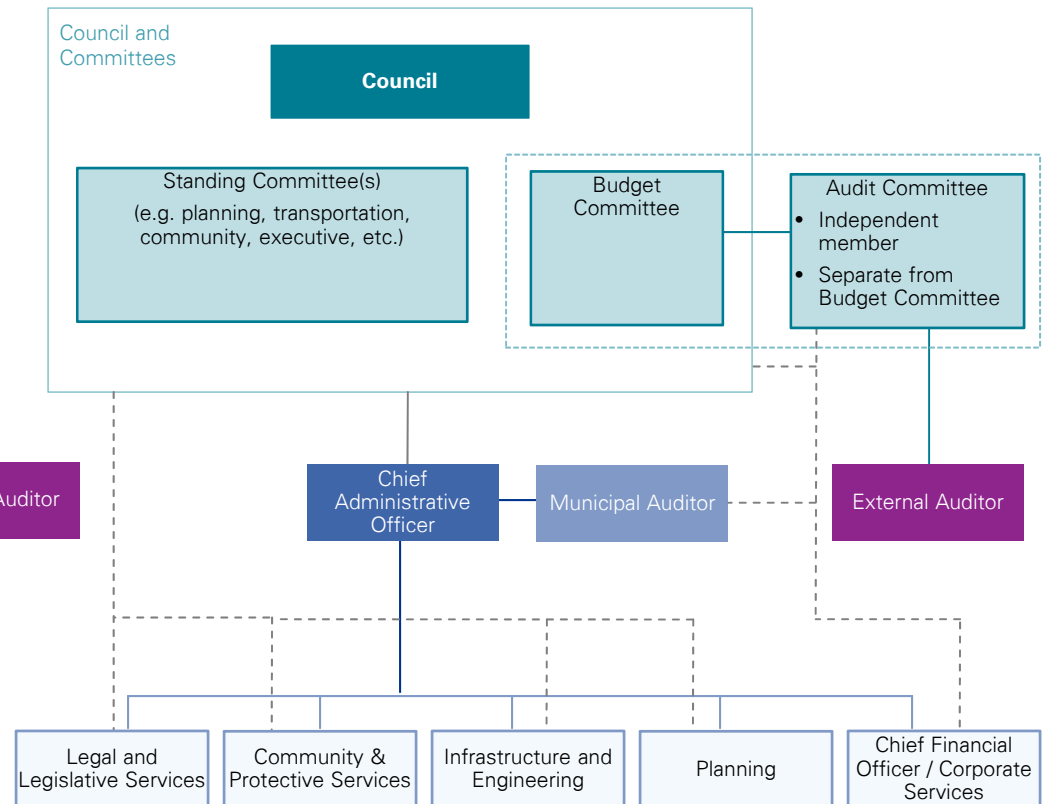 Council and
Committees
Council
Standing Committee(s)
(e.g. planning, transportation,
community, executive, etc.)
Budget
Committee
Audit Committee
• Independent
member
• Separate from
Budget Committee
Auditor
Chief
Administrative
Officer
Municipal Auditor
External Auditor
Legal and
Legislative Services
Community &
Protective Services
Infrastructure and
Engineering
Planning
Chief Financial
Officer / Corporate
Services